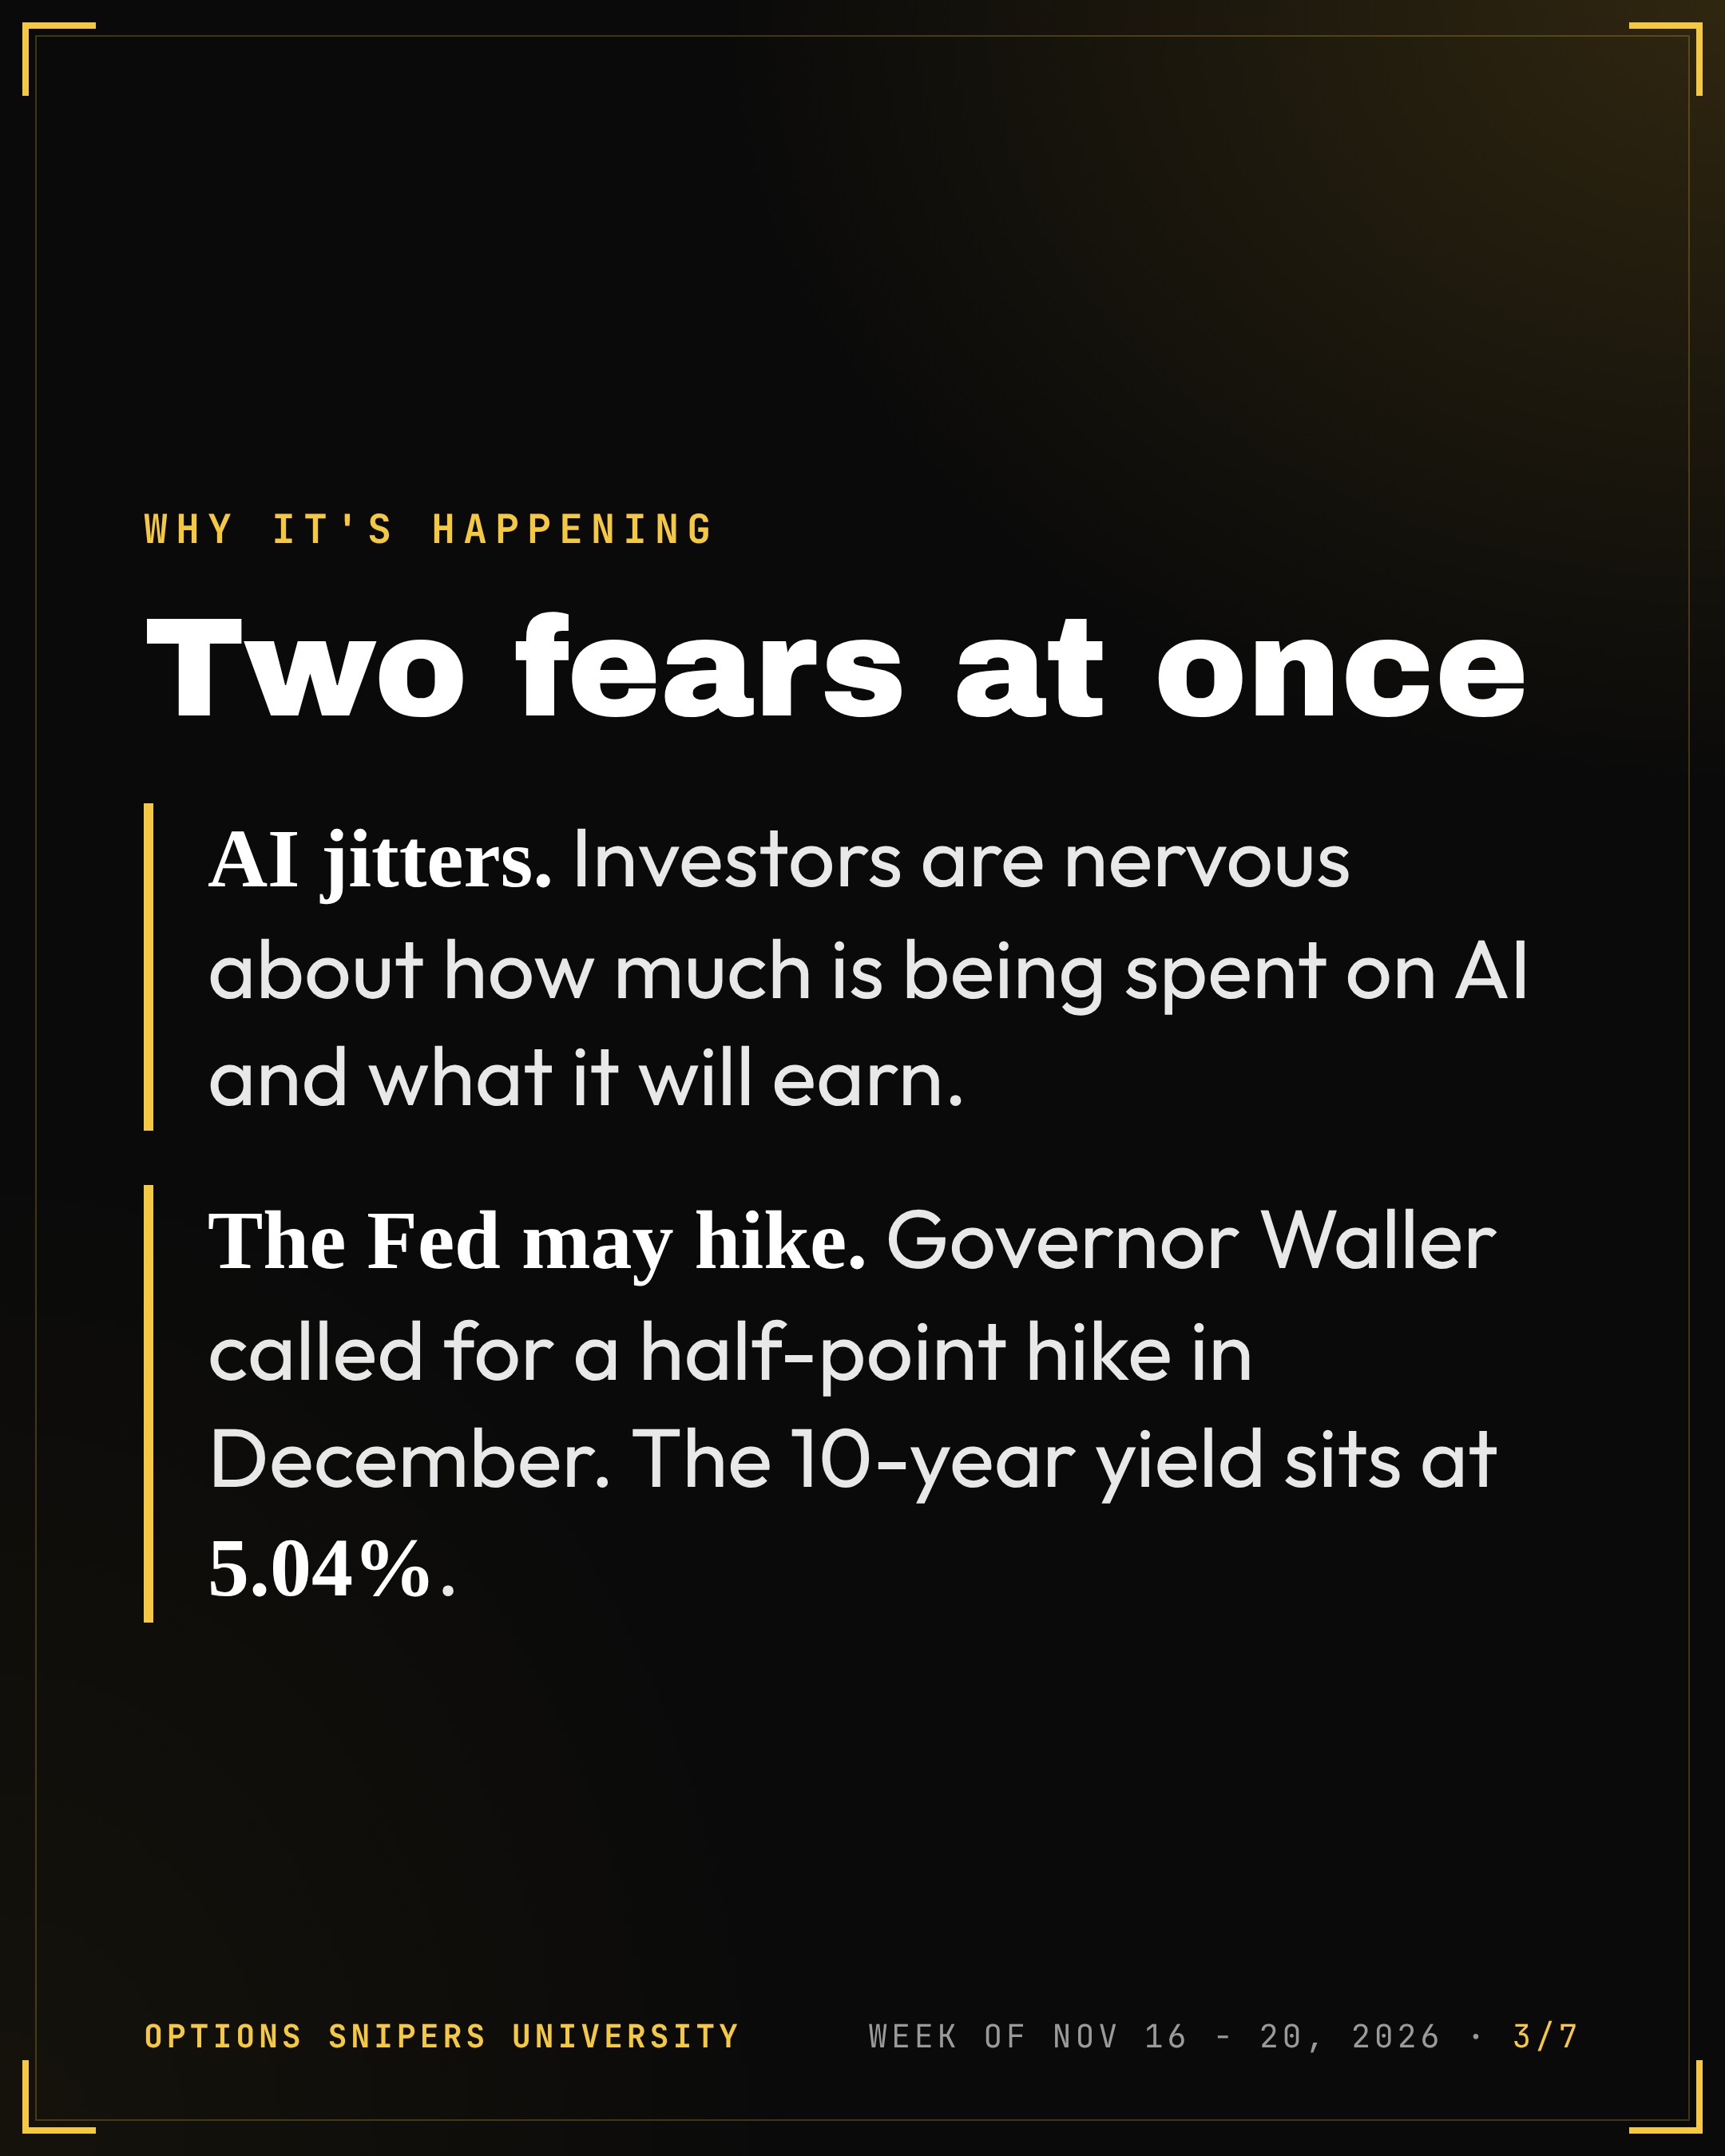 WHY IT'S HAPPENING
Two fears at once
AI jitters. Investors are nervous
about how much is being spent on AI
and what it will earn.
The Fed may hike. Governor Waller
called for a half-point hike in
December. The 10-year yield sits at
5.04%.
OPTIONS SNIPERS UNIVERSITY
WEEK OF NOV 16 - 20, 2026 · 3/7